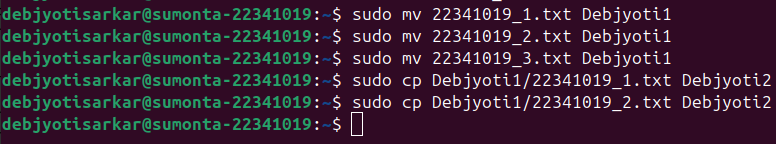 debjyotisarkar@sumonta-22341019:~$ sudo mv 22341019_1.txt Debjyoti1
debjyotisarkar@sumonta-22341019:~$ sudo mv 22341019_2.txt Debjyoti1
debjyotisarkar@sumonta-22341019:~$ sudo mv 22341019_3.txt Debjyoti1
debjyotisarkar@sumonta-22341019:~$ sudo cp Debjyoti1/22341019_1.txt Debjyoti2
debjyotisarkar@sumonta-22341019:~$ sudo cp Debjyoti1/22341019_2.txt Debjyoti2
debjyotisarkar@sumonta-22341019:~$